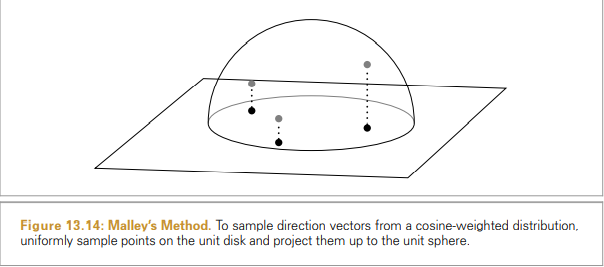 Figure 13.14: Malley's Method. To sample direction vectors from a cosine-weighted distribution,
uniformly sample points on the unit disk and project them up to the unit sphere.